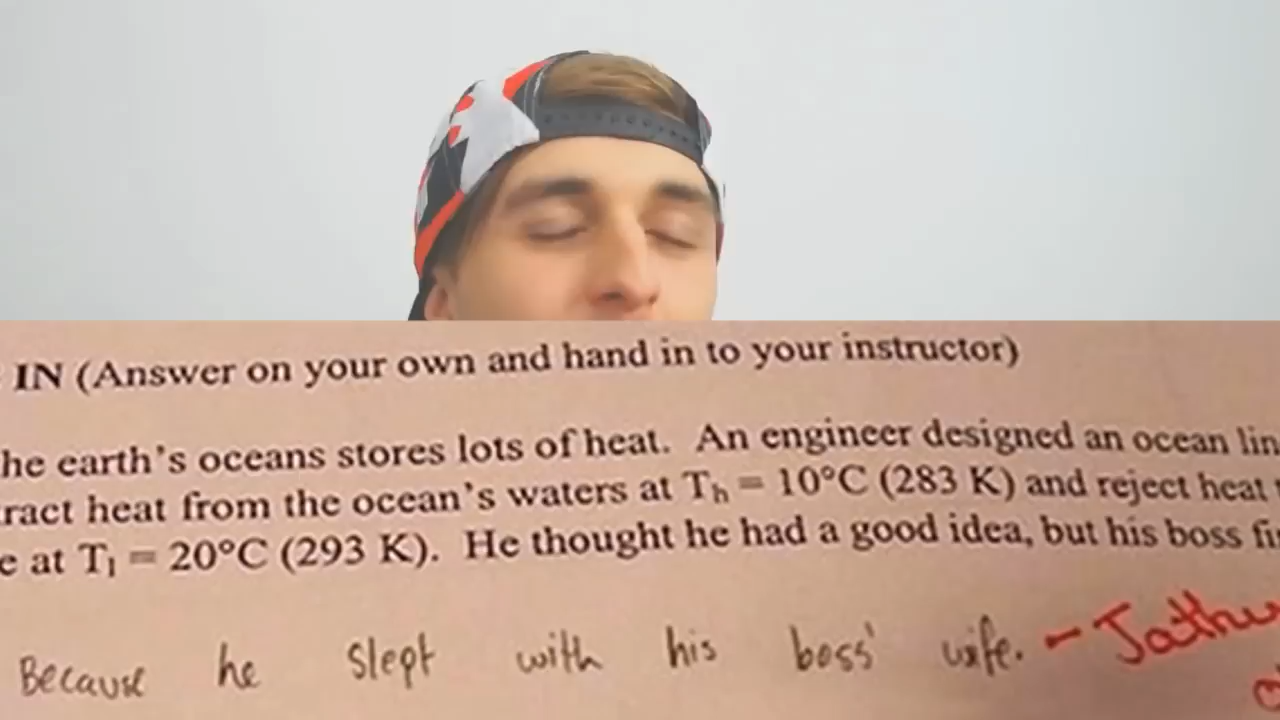 IN (Answer on your own and hand in to your instructor)
he earth's oceans stores lots of heat. An engineer designed an ocean lin
ract heat from the ocean's waters at Th = 10°C (283 K) and reject heat
e at Tl = 20°C (293 K). He thought he had a good idea, but his boss fi
Because he slept with his boss' wife. - Jathu